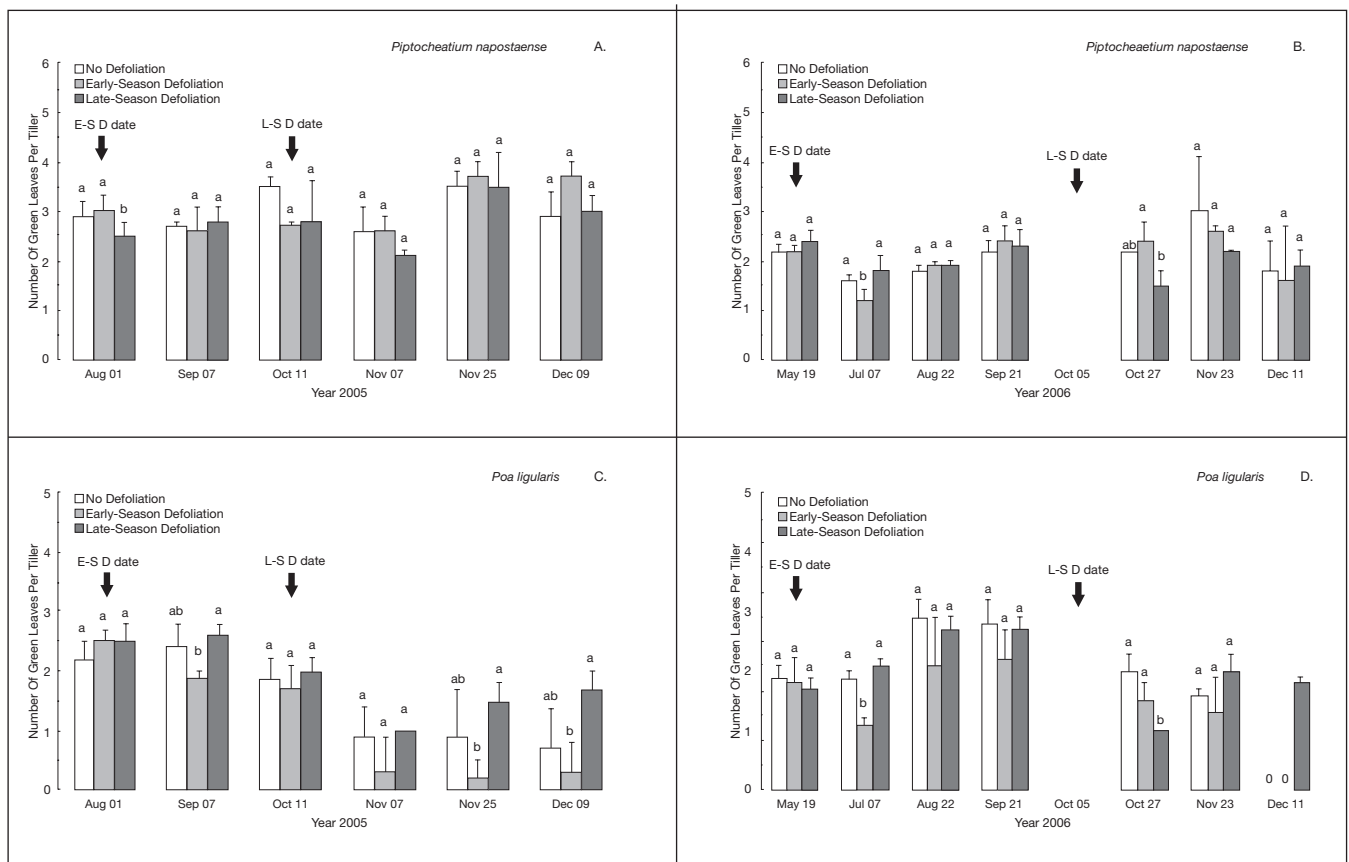 Piptocheatium napostaense A.
6
5
4
3
2
1
0
Number Of Green Leaves Per Tiller
No Defoliation
Early-Season Defoliation
Late-Season Defoliation
E-S D date
L-S D date
a a b
a a a
a a a
a a a
a a a
a a a
Aug 01 Sep 07 Oct 11 Nov 07 Nov 25 Dec 09
Year 2005
Piptocheaetium napostaense B.
6
5
4
3
2
1
0
Number Of Green Leaves Per Tiller
No Defoliation
Early-Season Defoliation
Late-Season Defoliation
E-S D date
L-S D date
a a a
a b a
a a a
a a a
ab a b
a a a
a a a
May 19 Jul 07 Aug 22 Sep 21 Oct 05 Oct 27 Nov 23 Dec 11
Year 2006
Poa ligularis C.
5
4
3
2
1
0
Number Of Green Leaves Per Tiller
No Defoliation
Early-Season Defoliation
Late-Season Defoliation
E-S D date
L-S D date
a a a
ab b a
a a a
a a a
ab b a
ab b a
Aug 01 Sep 07 Oct 11 Nov 07 Nov 25 Dec 09
Year 2005
Poa ligularis D.
5
4
3
2
1
0
Number Of Green Leaves Per Tiller
No Defoliation
Early-Season Defoliation
Late-Season Defoliation
E-S D date
L-S D date
a a a
a b a
a a a
a a a
a a b
a a a
0 0
May 19 Jul 07 Aug 22 Sep 21 Oct 05 Oct 27 Nov 23 Dec 11
Year 2006